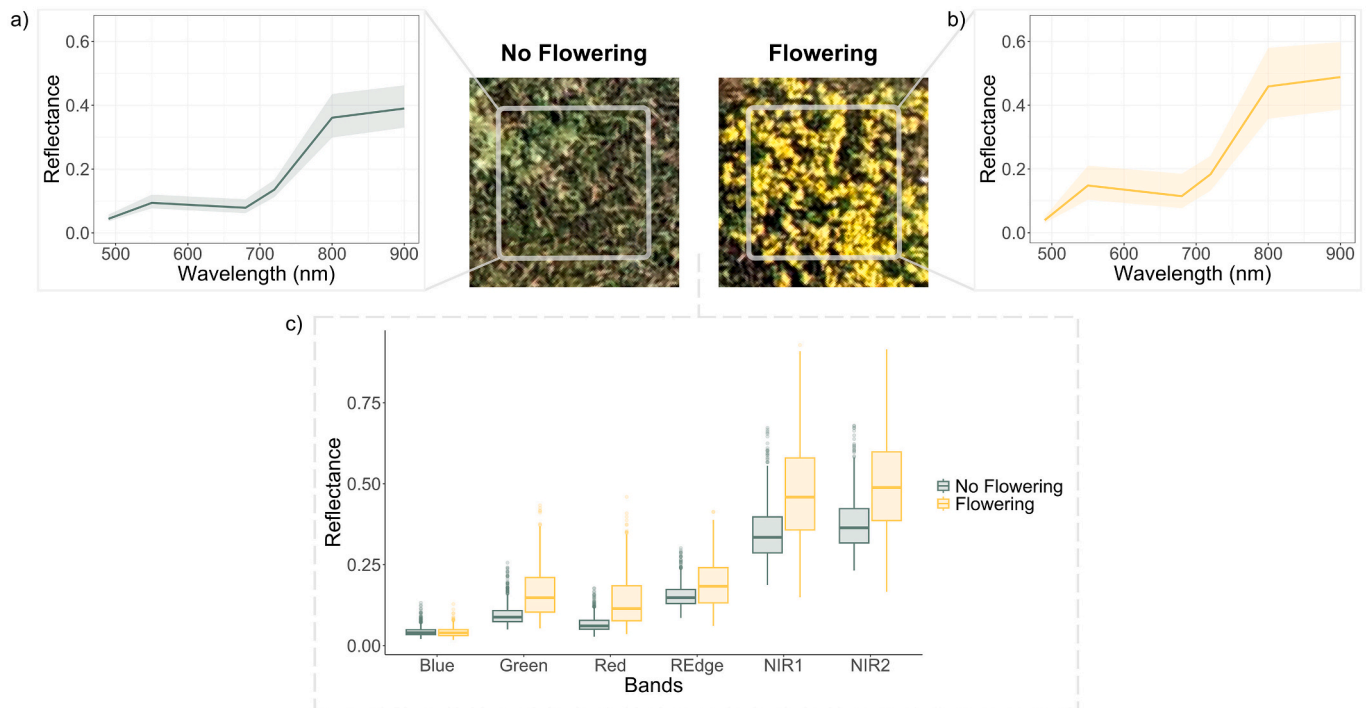 a)
0.6
0.4
0.2
0.0
Reflectance
500 600 700 800 900
Wavelength (nm)
No Flowering
Flowering
b)
0.6
0.4
0.2
0.0
Reflectance
500 600 700 800 900
Wavelength (nm)
c)
0.75
0.50
0.25
0.00
Reflectance
Blue Green Red REdge NIR1 NIR2
Bands
No Flowering
Flowering